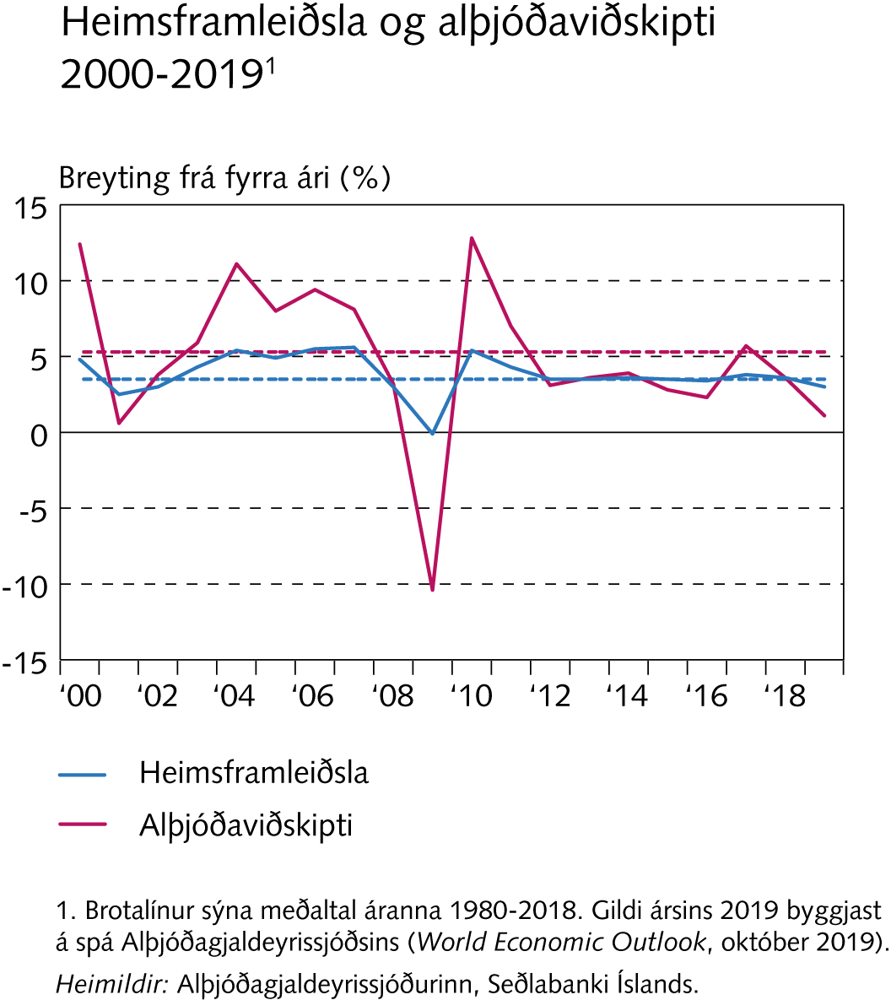 Heimsframleiðsla og alþjóðaviðskipti
2000-2019¹
Breyting frá fyrra ári (%)
15
10
5
0
-5
-10
-15
‘00 ‘02 ‘04 ‘06 ‘08 ‘10 ‘12 ‘14 ‘16 ‘18
Heimsframleiðsla
Alþjóðaviðskipti
1. Brotalínur sýna meðaltal áranna 1980-2018. Gildi ársins 2019 byggjast
á spá Alþjóðagjaldeyrissjóðsins (World Economic Outlook, október 2019).
Heimildir: Alþjóðagjaldeyrissjóðurinn, Seðlabanki Íslands.